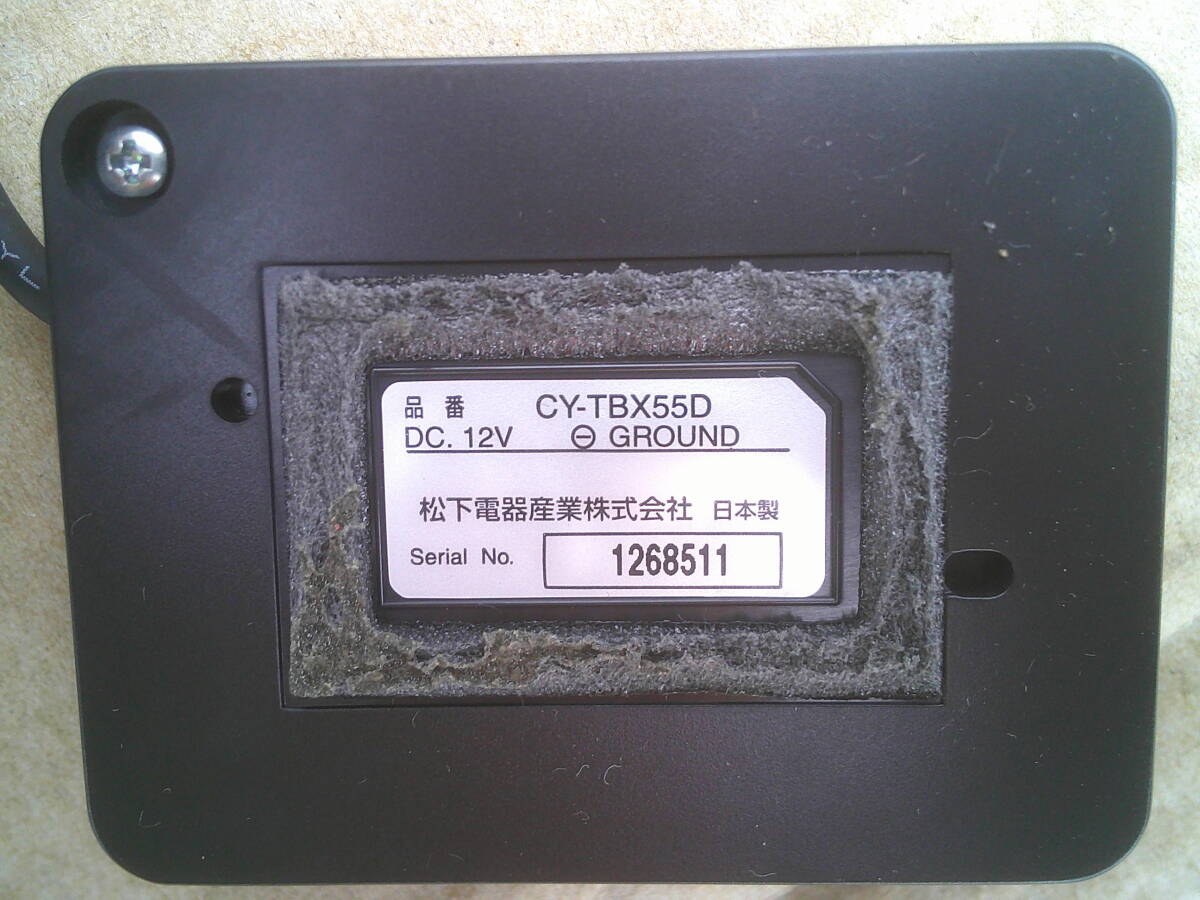 品 番 CY-TBX55D
DC. 12V ⊖ GROUND
松下電器産業株式会社 日本製
Serial No. 1268511